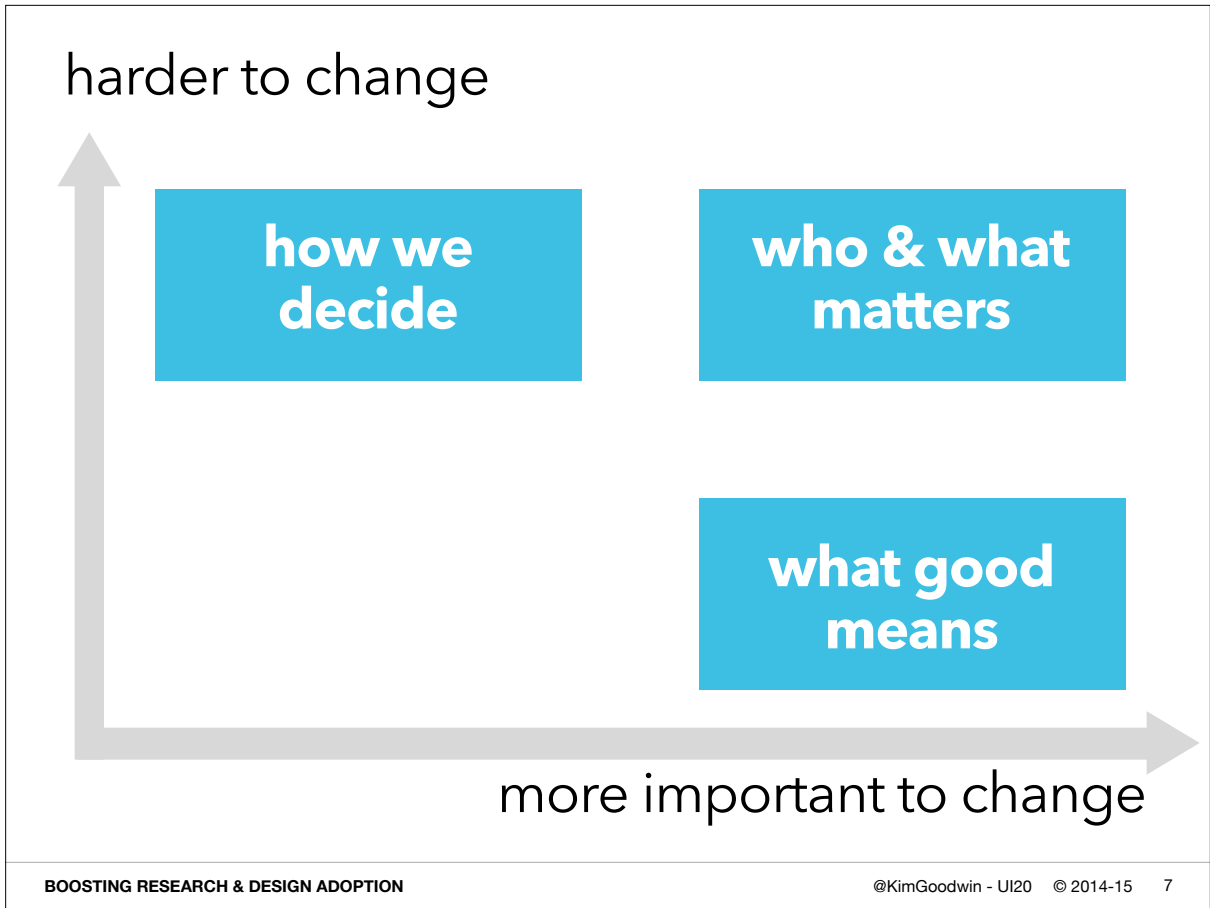 harder to change
how we
decide
who & what
matters
what good
means
more important to change
BOOSTING RESEARCH & DESIGN ADOPTION
@KimGoodwin - UI20 © 2014-15 7